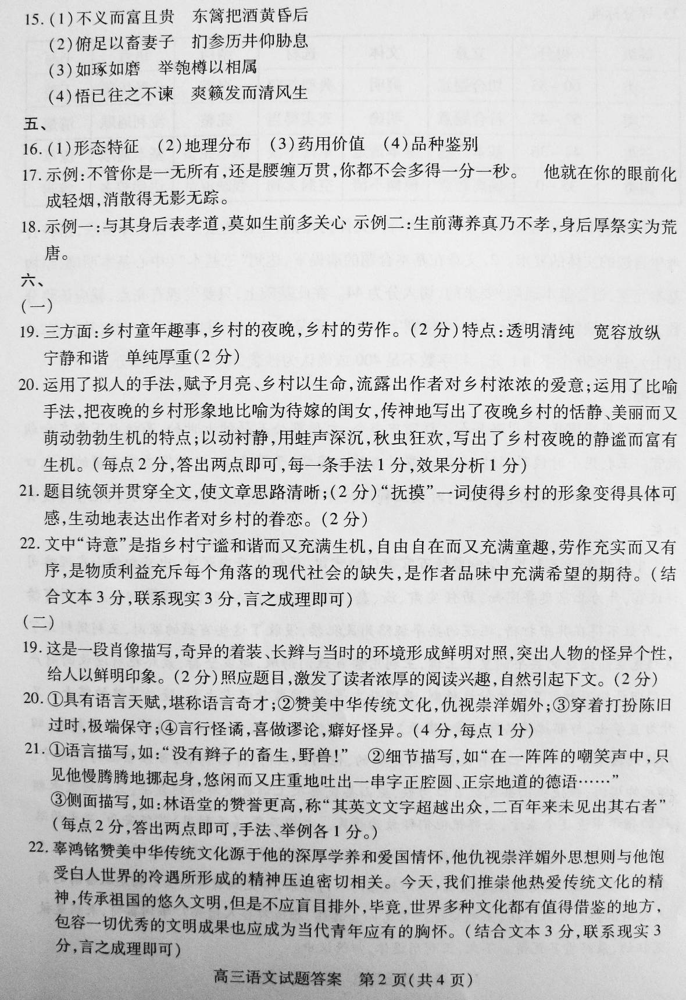 15. (1)不义而富且贵　东篱把酒黄昏后
(2)俯足以畜妻子　扪参历井仰胁息
(3)如琢如磨　举匏樽以相属
(4)悟已往之不谏　爽籁发而清风生
五、
16. (1)形态特征　(2)地理分布　(3)药用价值　(4)品种鉴别
17. 示例:不管你是一无所有,还是腰缠万贯,你都不会多得一分一秒。　他就在你的眼前化
成轻烟,消散得无影无踪。
18. 示例一:与其身后表孝道,莫如生前多关心 示例二:生前薄养真乃不孝,身后厚祭实为荒
唐。
六、
(一)
19. 三方面:乡村童年趣事,乡村的夜晚,乡村的劳作。(2 分)特点:透明清纯　宽容放纵
宁静和谐　单纯厚重(2 分)
20. 运用了拟人的手法,赋予月亮、乡村以生命,流露出作者对乡村浓浓的爱意;运用了比喻
手法,把夜晚的乡村形象地比喻为待嫁的闺女,传神地写出了夜晚乡村的恬静、美丽而又
萌动勃勃生机的特点;以动衬静,用蛙声深沉,秋虫狂欢,写出了乡村夜晚的静谧而富有
生机。(每点 2 分,答出两点即可,每一条手法 1 分,效果分析 1 分)
21. 题目统领并贯穿全文,使文章思路清晰;(2 分)“抚摸”一词使得乡村的形象变得具体可
感,生动地表达出作者对乡村的眷恋。(2 分)
22. 文中“诗意”是指乡村宁谧和谐而又充满生机,自由自在而又充满童趣,劳作充实而又有
序,是物质利益充斥每个角落的现代社会的缺失,是作者品味中充满希望的期待。(结
合文本 3 分,联系现实 3 分,言之成理即可)
(二)
19. 这是一段肖像描写,奇异的着装、长辫与当时的环境形成鲜明对照,突出人物的怪异个性,
给人以鲜明印象。(2 分)照应题目,激发了读者浓厚的阅读兴趣,自然引起下文。(2 分)
20. ①具有语言天赋,堪称语言奇才;②赞美中华传统文化,仇视崇洋媚外;③穿着打扮陈旧
过时,极端保守;④言行怪谲,喜做谬论,癖好怪异。(4 分,每点 1 分)
21. ①语言描写,如:“没有辫子的畜生,野兽!”　②细节描写,如“在一阵阵的嘲笑声中,只
见他慢腾腾地挪起身,悠闲而又庄重地吐出一串字正腔圆、正宗地道的德语……”
③侧面描写,如:林语堂的赞誉更高,称“其英文文字超越出众,二百年来未见出其右者”
(每点 2 分,答出两点即可,手法、举例各 1 分。)
22. 辜鸿铭赞美中华传统文化源于他的深厚学养和爱国情怀,他仇视崇洋媚外思想则与他饱
受白人世界的冷遇所形成的精神压迫密切相关。今天,我们推崇他热爱传统文化的精
神,传承祖国的悠久文明,但是不应盲目排外,毕竟,世界多种文化都有值得借鉴的地方,
包容一切优秀的文明成果也应成为当代青年应有的胸怀。(结合文本 3 分,联系现实 3
分,言之成理即可)
高三语文试题答案　第 2 页(共 4 页)